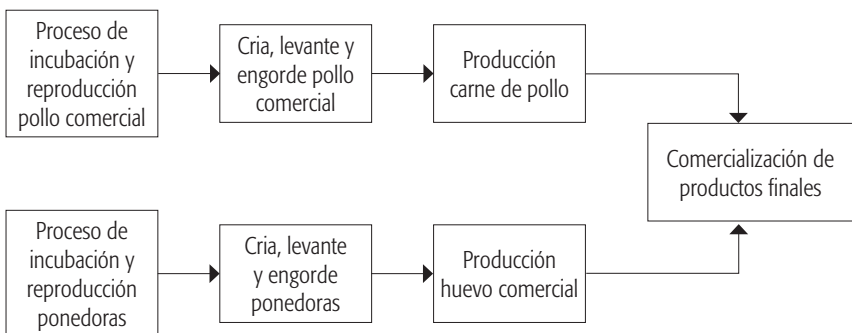 Proceso de
incubación y
reproducción
pollo comercial
Cria, levante y
engorde pollo
comercial
Producción
carne de pollo
Comercialización de
productos finales
Proceso de
incubación y
reproducción
ponedoras
Cria, levante
y engorde
ponedoras
Producción
huevo comercial